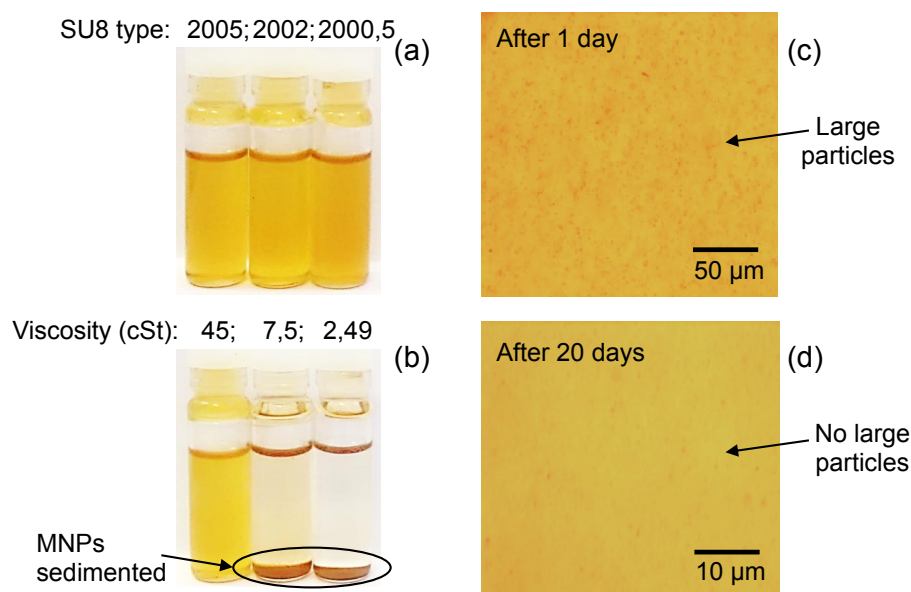 SU8 type: 2005; 2002; 2000,5
(a)
Viscosity (cSt): 45; 7,5; 2,49
(b)
MNPs
sedimented
After 1 day
(c)
Large
particles
50 µm
After 20 days
(d)
No large
particles
10 µm